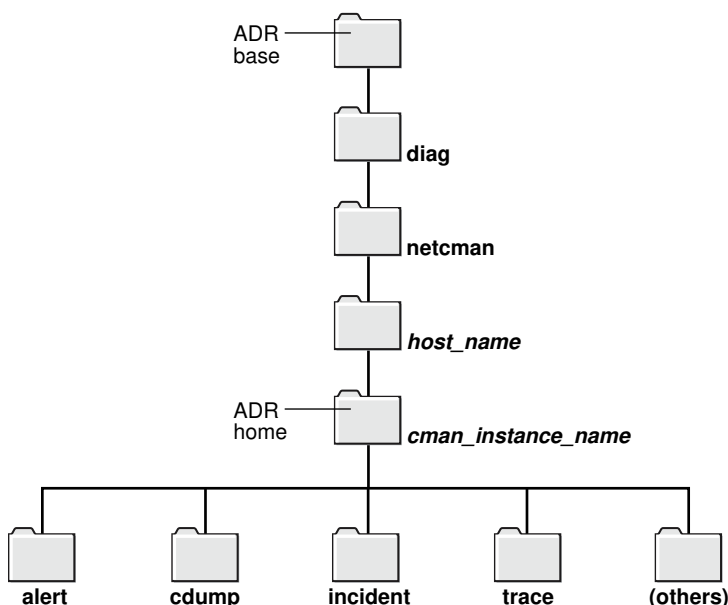 ADR
base
diag
netcman
host_name
ADR
home
cman_instance_name
alert
cdump
incident
trace
(others)